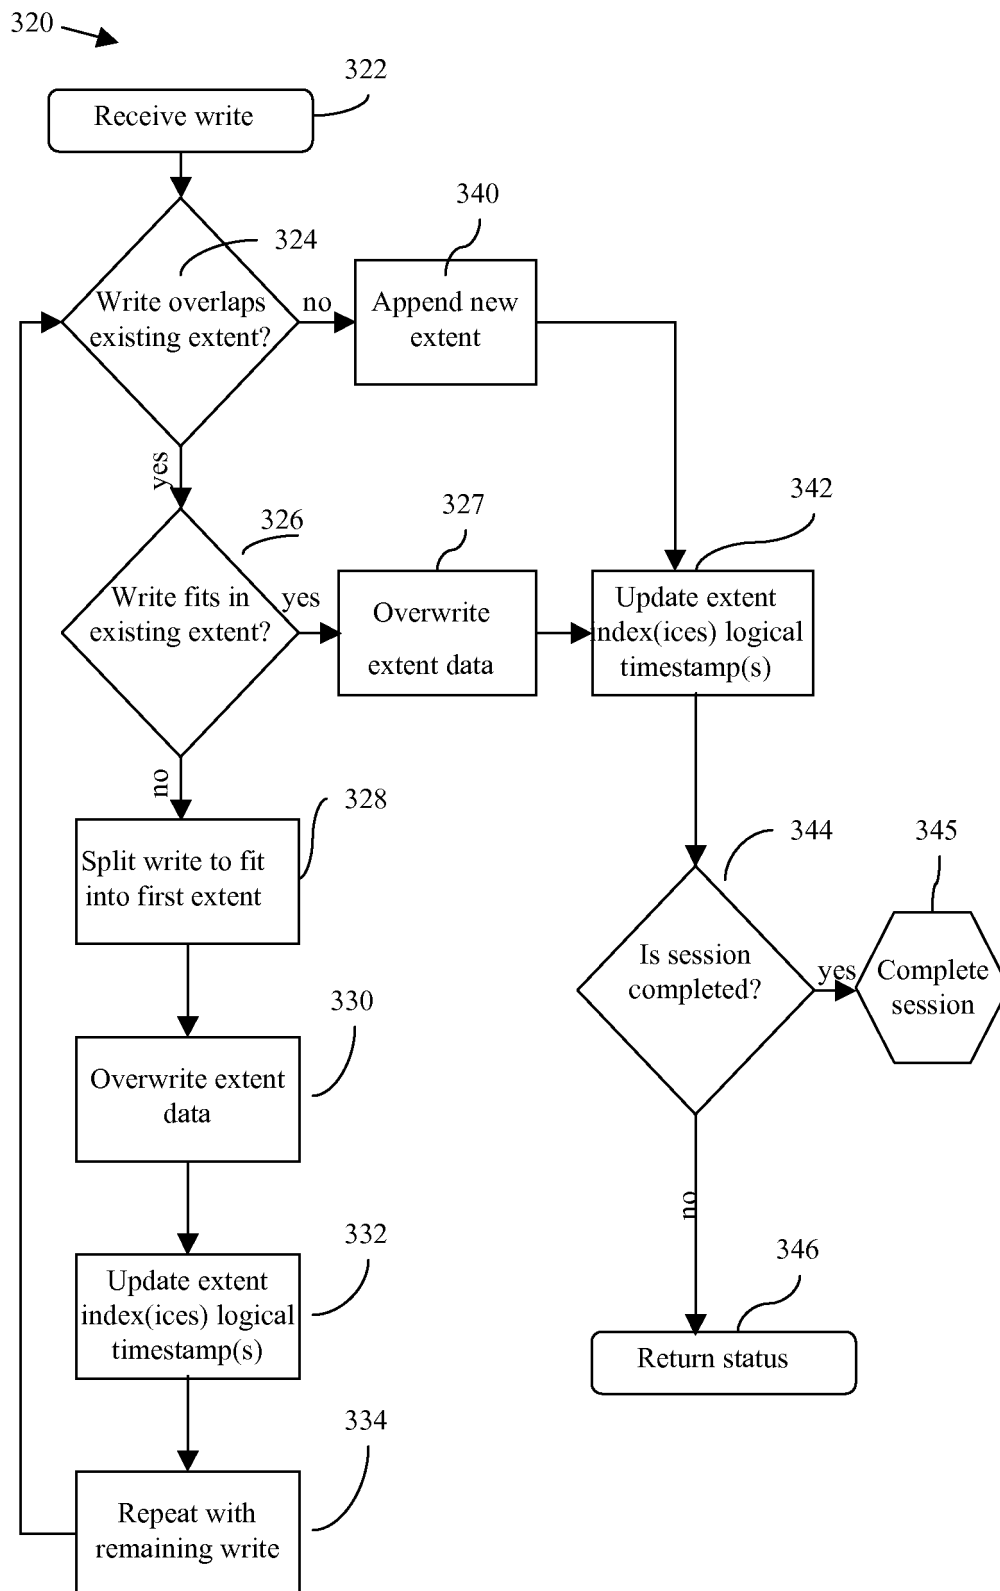 320
322
Receive write
340
324
Write overlaps
existing extent?
no
Append new
extent
yes
327
342
326
Write fits in
existing extent?
yes
Overwrite
extent data
Update extent
index(ices) logical
timestamp(s)
no
328
Split write to fit
into first extent
344
345
Is session
completed?
yes
Complete
session
330
Overwrite extent
data
no
332
Update extent
index(ices) logical
timestamp(s)
346
Return status
334
Repeat with
remaining write